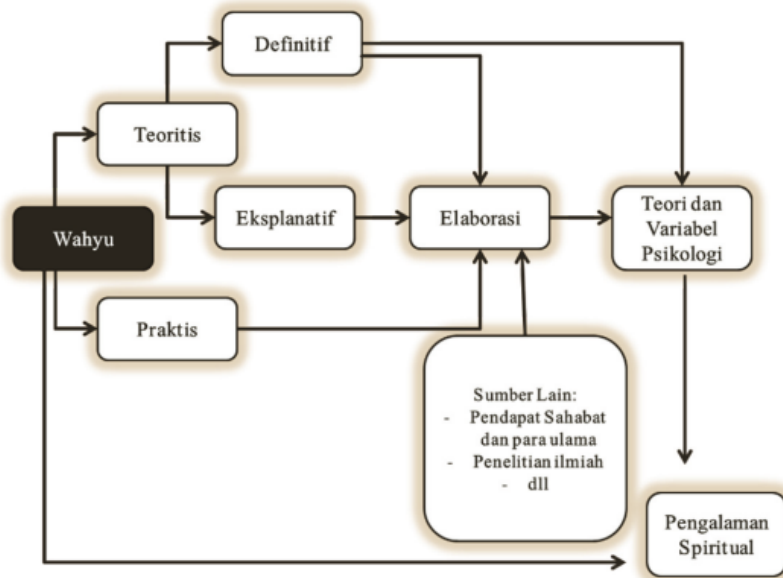 Definitif
Teoritis
Eksplanatif
Elaborasi
Teori dan
Variabel
Psikologi
Wahyu
Praktis
Sumber Lain:
- Pendapat Sahabat
dan para ulama
- Penelitian ilmiah
- dll
Pengalaman
Spiritual